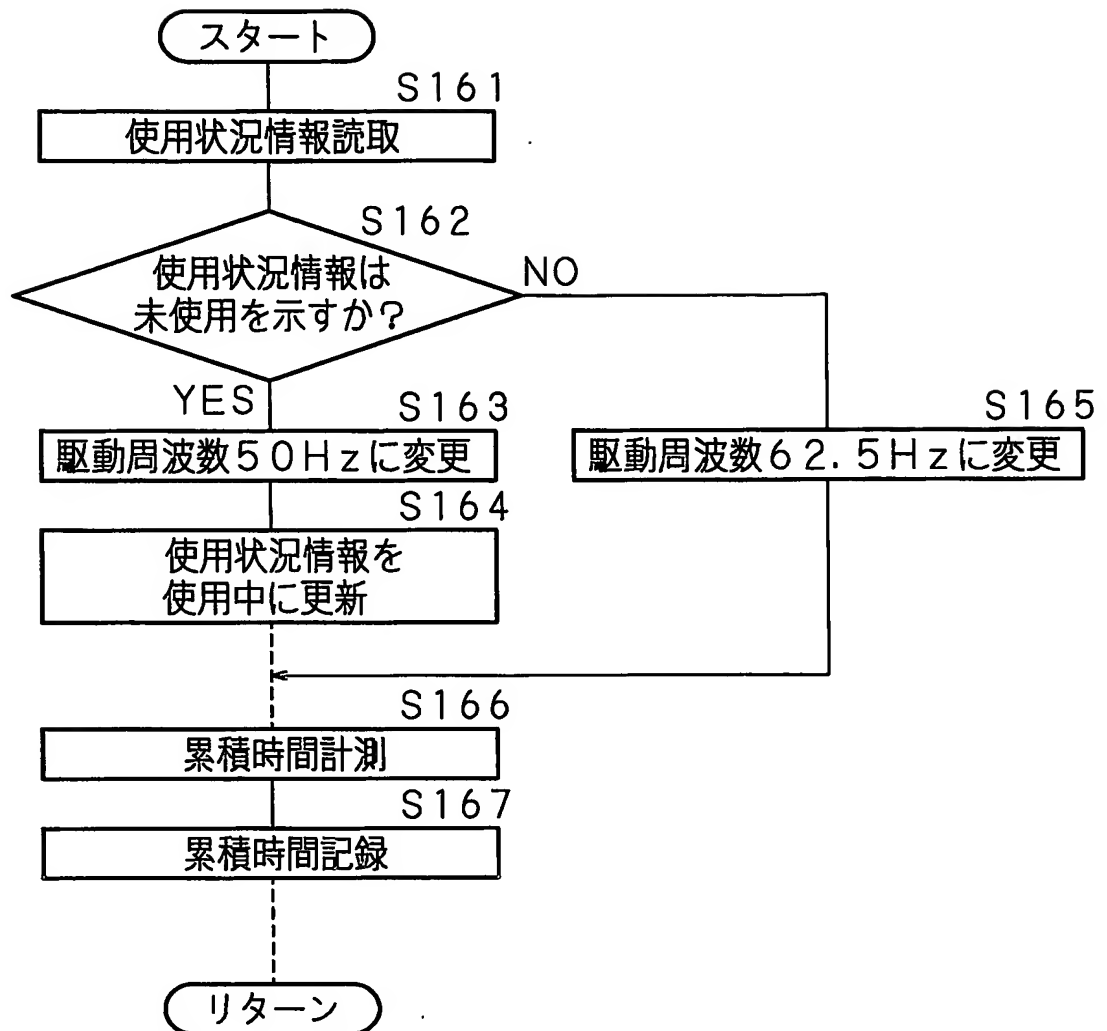 スタート
S161
使用状況情報読取
S162
使用状況情報は
未使用を示すか?
NO
YES
S163
駆動周波数50Hzに変更
S165
駆動周波数62.5Hzに変更
S164
使用状況情報を
使用中に更新
S166
累積時間計測
S167
累積時間記録
リターン